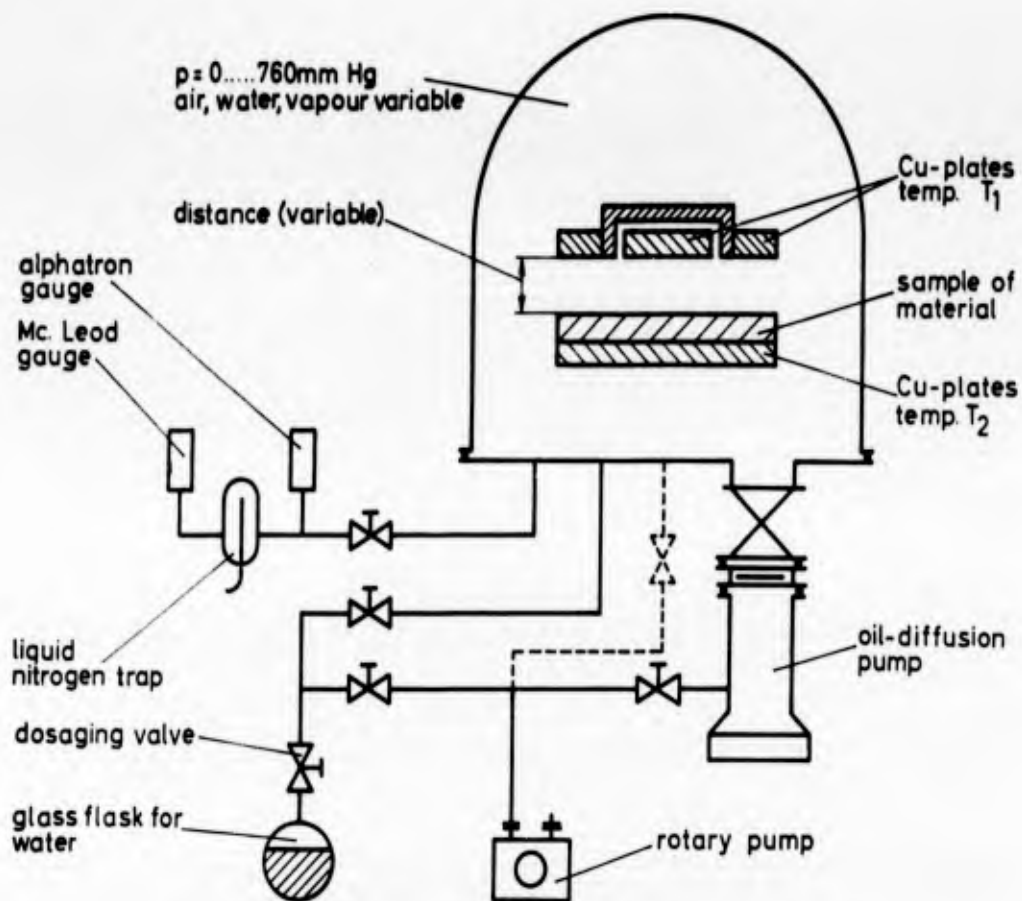 p = 0.....760mm Hg
air, water, vapour variable
distance (variable)
alphatron
gauge
Mc. Leod
gauge
Cu-plates
temp. T₁
sample of
material
Cu-plates
temp. T₂
liquid
nitrogen trap
oil-diffusion
pump
dosaging valve
glass flask for
water
rotary pump